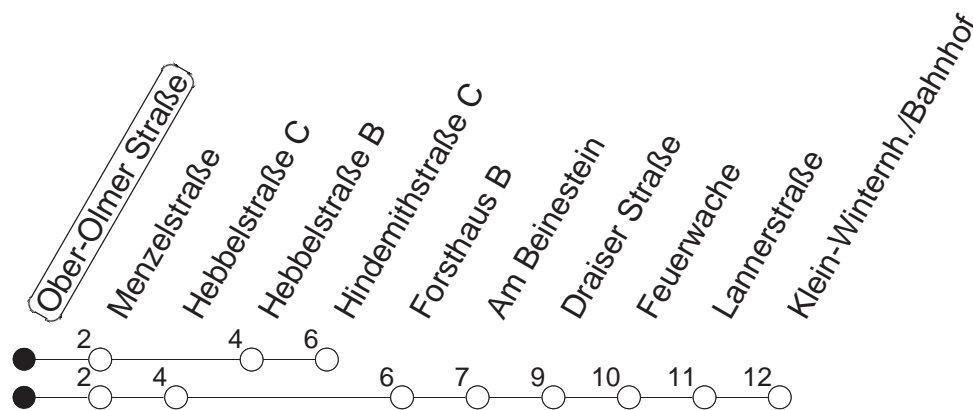 Ober-Olmer Straße
Menzelstraße
Hebbelstraße C
Hebbelstraße B
Hindemithstraße C
Forsthaus B
Am Beinestein
Draiser Straße
Feuerwache
Lannerstraße
Klein-Winternh./Bahnhof
2 4 6
2 4 6 7 9 10 11 12